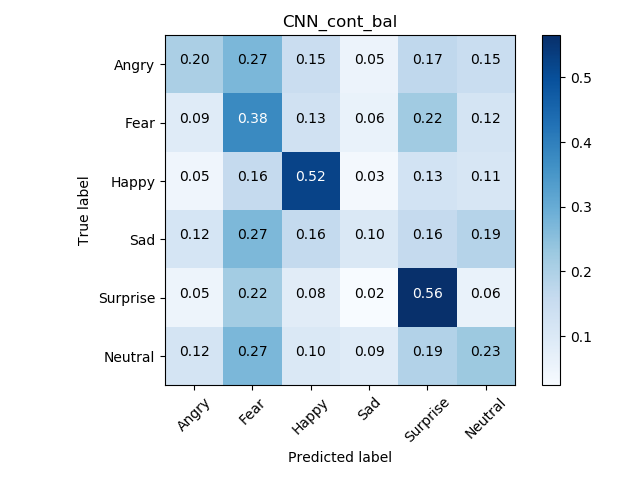 CNN_cont_bal
Angry 0.20 0.27 0.15 0.05 0.17 0.15
Fear 0.09 0.38 0.13 0.06 0.22 0.12
Happy 0.05 0.16 0.52 0.03 0.13 0.11
Sad 0.12 0.27 0.16 0.10 0.16 0.19
Surprise 0.05 0.22 0.08 0.02 0.56 0.06
Neutral 0.12 0.27 0.10 0.09 0.19 0.23
True label
Angry Fear Happy Sad Surprise Neutral
Predicted label
0.5
0.4
0.3
0.2
0.1